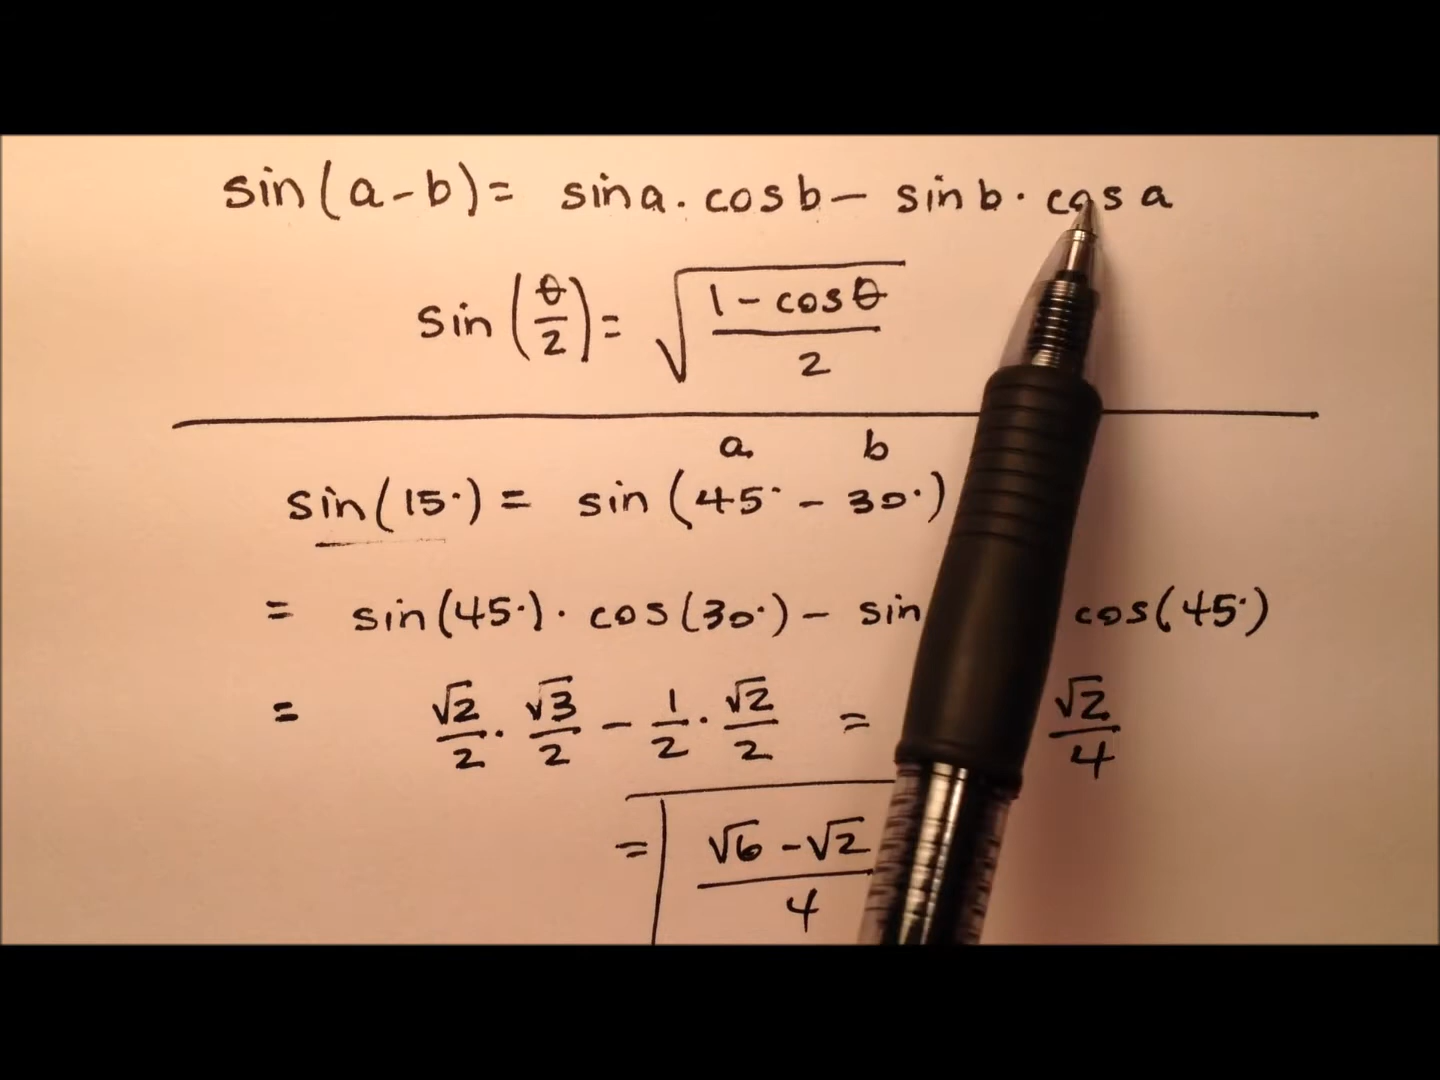 sin(a-b)= sina · cosb - sinb · cosa
sin(θ/2)= √((1-cosθ)/2)
a b
sin(15°) = sin(45° - 30°)
= sin(45°) · cos(30°) - sin cos(45°)
= √2/2 · √3/2 - 1/2 · √2/2 = √2/4
= (√6-√2)/4